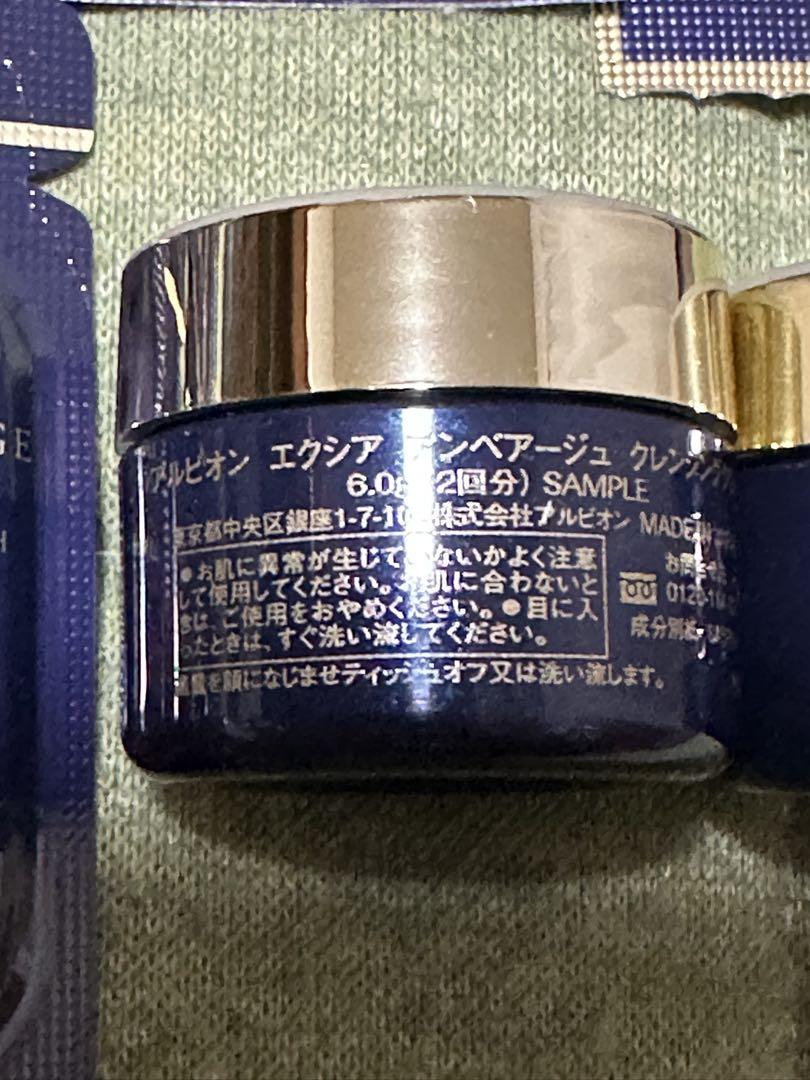 アルビオン エクシア アンベアージュ クレンジング
6.0g(2回分) SAMPLE
東京都中央区銀座1-7-10 株式会社アルビオン MADE IN
●お肌に異常が生じていないかよく注意
して使用してください。お肌に合わないと
きは、ご使用をおやめください。●目に入
ったときは、すぐ洗い流してください。
適量を顔になじませティッシュオフ又は洗い流します。
お問
0120-1
成分
GE
H